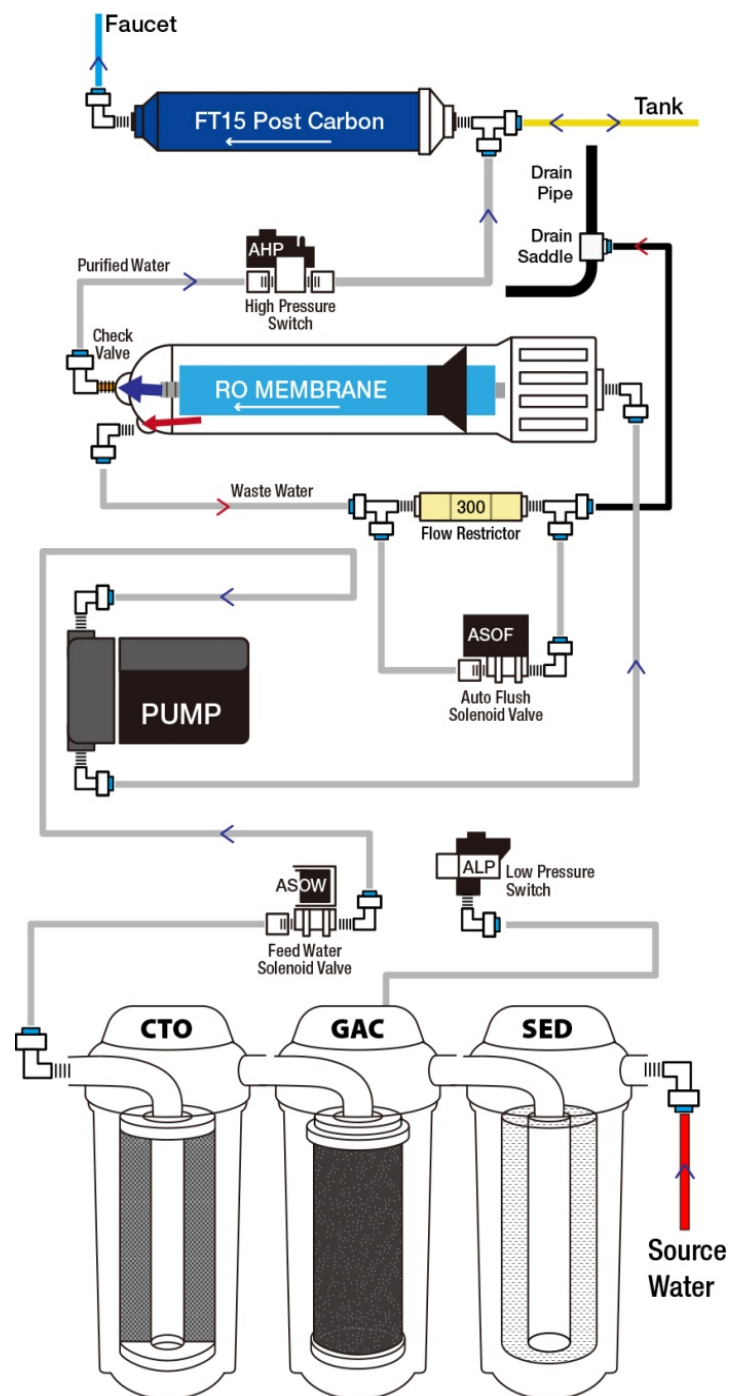 Faucet
FT15 Post Carbon
Tank
Drain
Pipe
Drain
Saddle
AHP
Purified Water
High Pressure
Switch
Check
Valve
RO MEMBRANE
Waste Water
300
Flow Restrictor
ASOF
Auto Flush
Solenoid Valve
PUMP
ALP
Low Pressure
Switch
ASOW
Feed Water
Solenoid Valve
CTO
GAC
SED
Source
Water